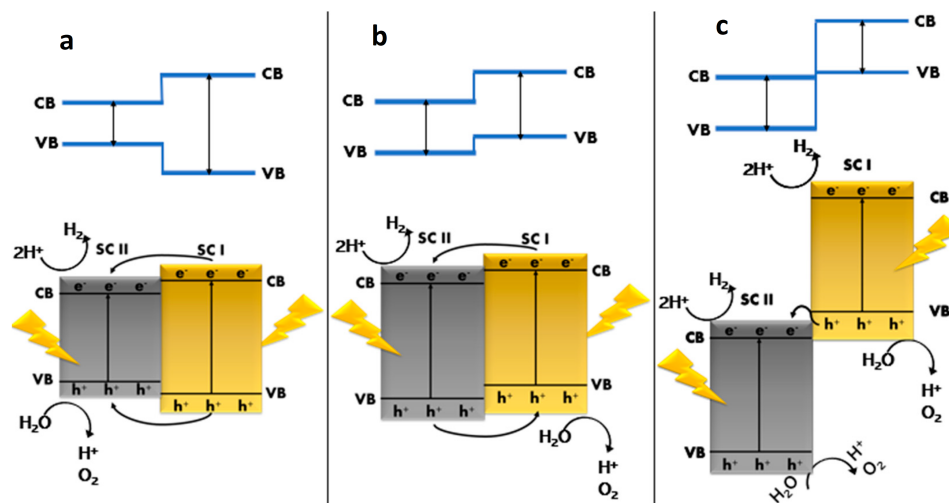 a
CB
CB
VB
VB
H₂
2H⁺
SC II
SC I
e⁻ e⁻ e⁻
e⁻ e⁻ e⁻
CB
CB
VB
VB
h⁺ h⁺ h⁺
h⁺ h⁺ h⁺
H₂O
H⁺
O₂
b
CB
CB
VB
VB
H₂
2H⁺
SC II
SC I
e⁻ e⁻ e⁻
e⁻ e⁻ e⁻
CB
CB
VB
VB
h⁺ h⁺ h⁺
h⁺ h⁺ h⁺
H₂O
H⁺
O₂
c
CB
CB
VB
VB
H₂
2H⁺
SC I
e⁻ e⁻ e⁻
CB
H₂
2H⁺
SC II
VB
e⁻ e⁻ e⁻
h⁺ h⁺ h⁺
CB
H₂O
H⁺
O₂
VB
h⁺ h⁺ h⁺
H₂O
H⁺
O₂